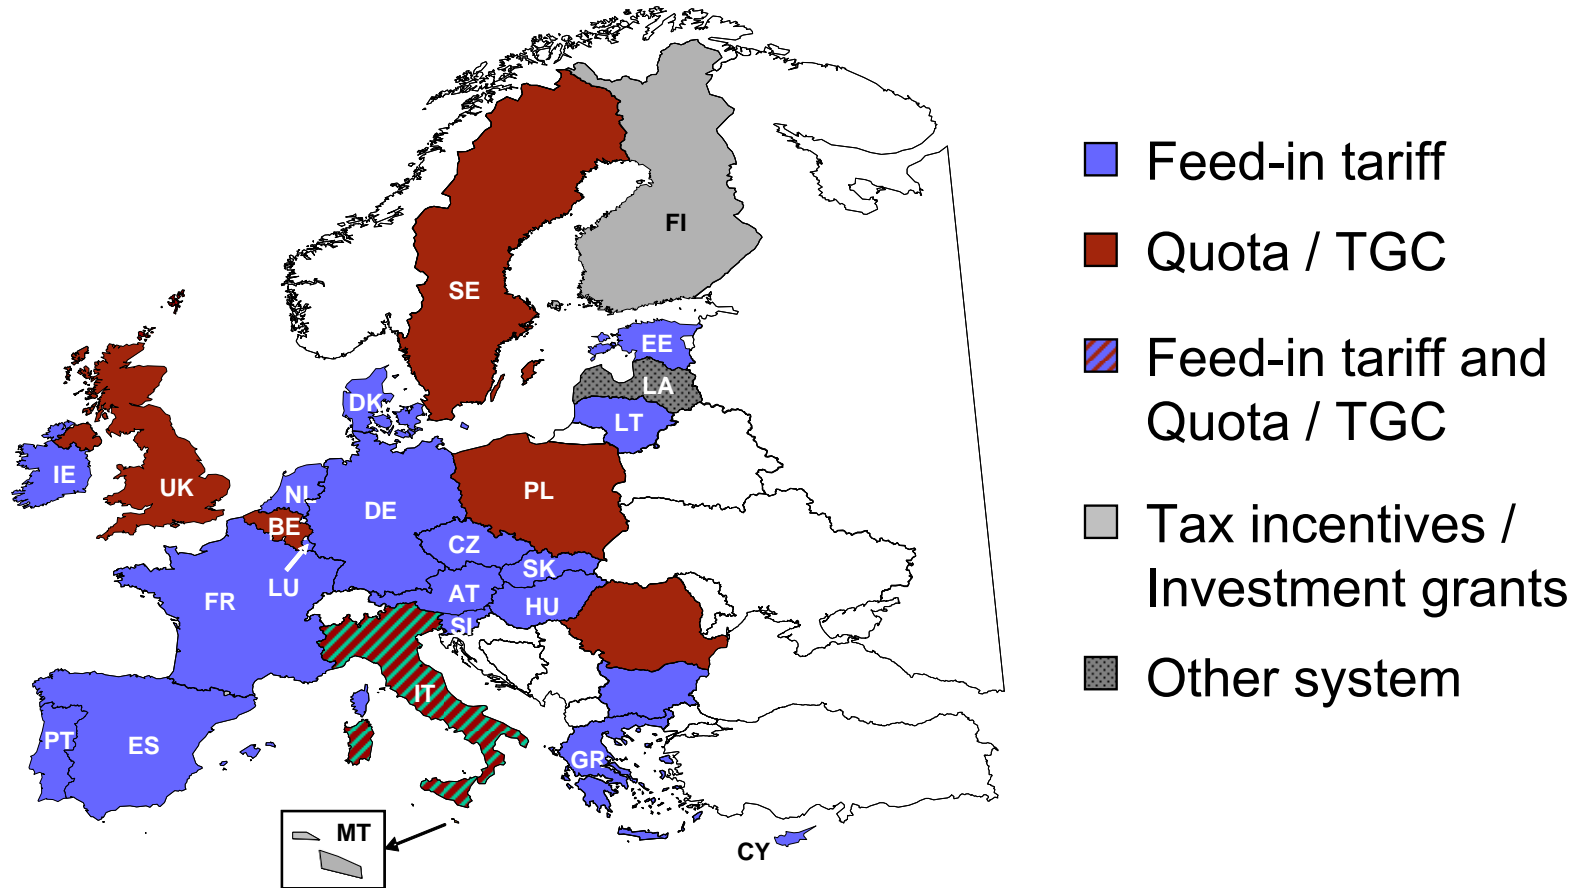 Feed-in tariff
Quota / TGC
Feed-in tariff and
Quota / TGC
Tax incentives /
Investment grants
Other system
FI
SE
EE
LA
DK
LT
IE
UK
NL
DE
PL
BE
CZ
SK
LU
FR
AT
HU
SI
IT
PT
ES
GR
MT
CY